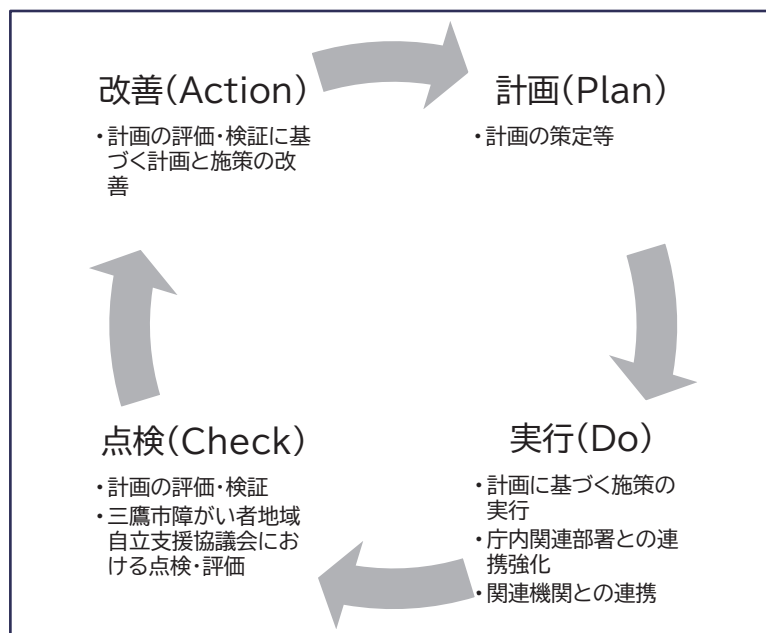 改善(Action)
・計画の評価・検証に基
づく計画と施策の改
善
計画(Plan)
・計画の策定等
実行(Do)
・計画に基づく施策の
実行
・庁内関連部署との連
携強化
・関連機関との連携
点検(Check)
・計画の評価・検証
・三鷹市障がい者地域
自立支援協議会にお
ける点検・評価